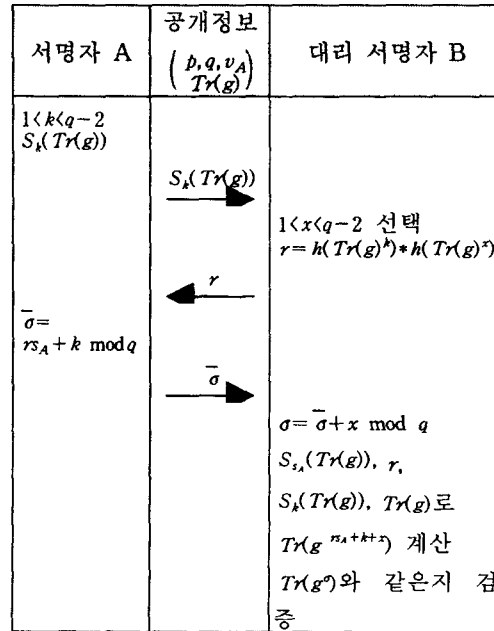 서명자 A
공개정보
( p, q, v_A
Tr(g) )
대리 서명자 B
1<k<q-2
S_k(Tr(g))
S_k(Tr(g))
1<x<q-2 선택
r=h(Tr(g)^k)*h(Tr(g)^x)
r
σ̄=
rs_A+k mod q
σ̄
σ=σ̄+x mod q
S_{s_A}(Tr(g)), r,
S_k(Tr(g)), Tr(g)로
Tr(g^{rs_A+k+x}) 계산
Tr(g^σ)와 같은지 검
증